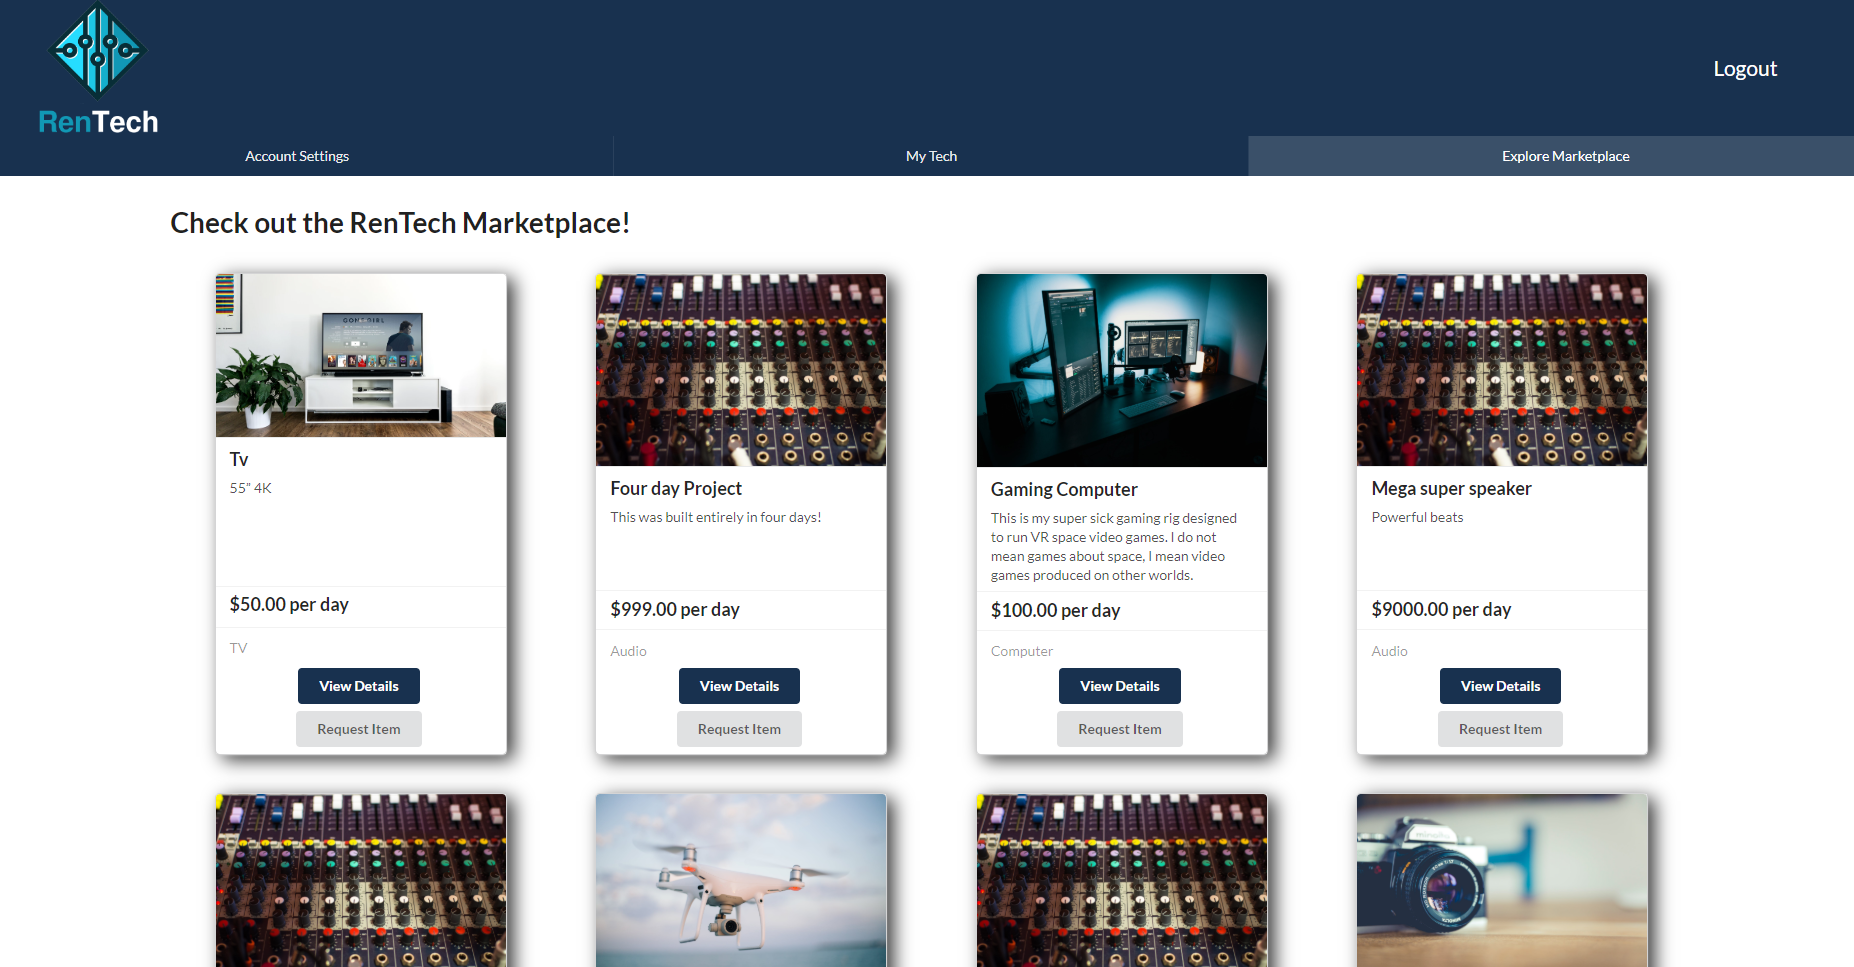 RenTech
Logout
Account Settings
My Tech
Explore Marketplace
Check out the RenTech Marketplace!
GONE GIRL
Tv
55" 4K
$50.00 per day
TV
View Details
Request Item
Four day Project
This was built entirely in four days!
$999.00 per day
Audio
View Details
Request Item
Gaming Computer
This is my super sick gaming rig designed
to run VR space video games. I do not
mean games about space, I mean video
games produced on other worlds.
$100.00 per day
Computer
View Details
Request Item
Mega super speaker
Powerful beats
$9000.00 per day
Audio
View Details
Request Item
minolta